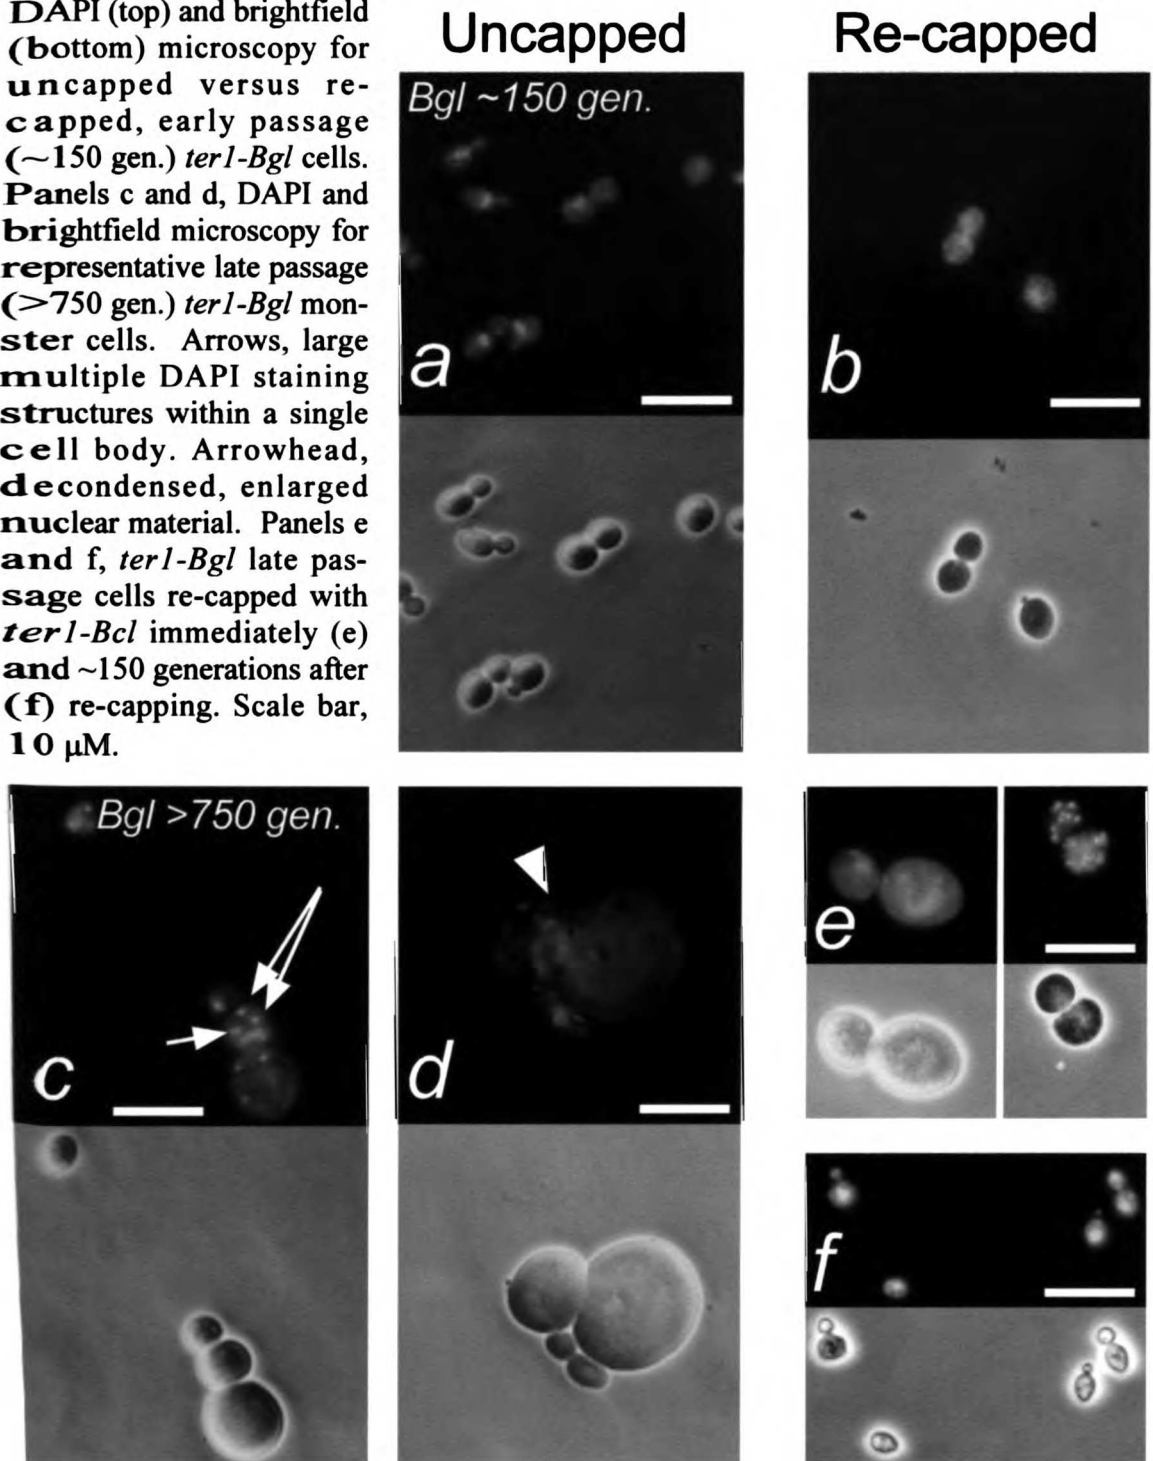 DAPI (top) and brightfield
(bottom) microscopy for
uncapped versus re-
capped, early passage
(~150 gen.) ter1-Bgl cells.
Panels c and d, DAPI and
brightfield microscopy for
representative late passage
(>750 gen.) ter1-Bgl mon-
ster cells. Arrows, large
multiple DAPI staining
structures within a single
cell body. Arrowhead,
decondensed, enlarged
nuclear material. Panels e
and f, ter1-Bgl late pas-
sage cells re-capped with
ter1-Bcl immediately (e)
and ~150 generations after
(f) re-capping. Scale bar,
10 µM.
Uncapped
Re-capped
Bgl ~150 gen.
a
b
Bgl >750 gen.
c
d
e
f